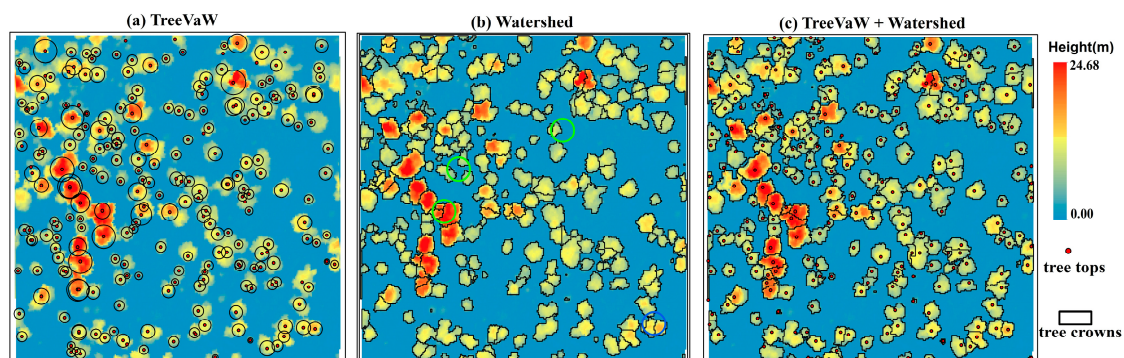 (a) TreeVaW
(b) Watershed
(c) TreeVaW + Watershed
Height(m)
24.68
0.00
tree tops
tree crowns